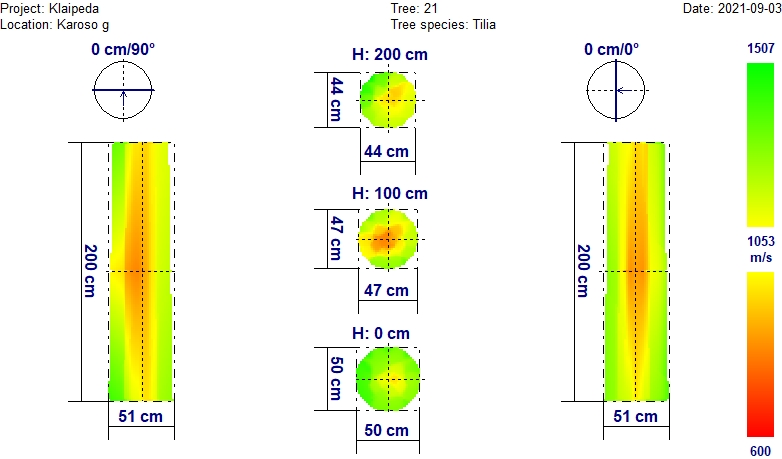 Project: Klaipeda
Tree: 21
Date: 2021-09-03
Location: Karoso g
Tree species: Tilia
0 cm/90°
H: 200 cm
0 cm/0°
1507
44 cm
44 cm
H: 100 cm
47 cm
47 cm
200 cm
200 cm
1053
m/s
H: 0 cm
50 cm
50 cm
51 cm
51 cm
600